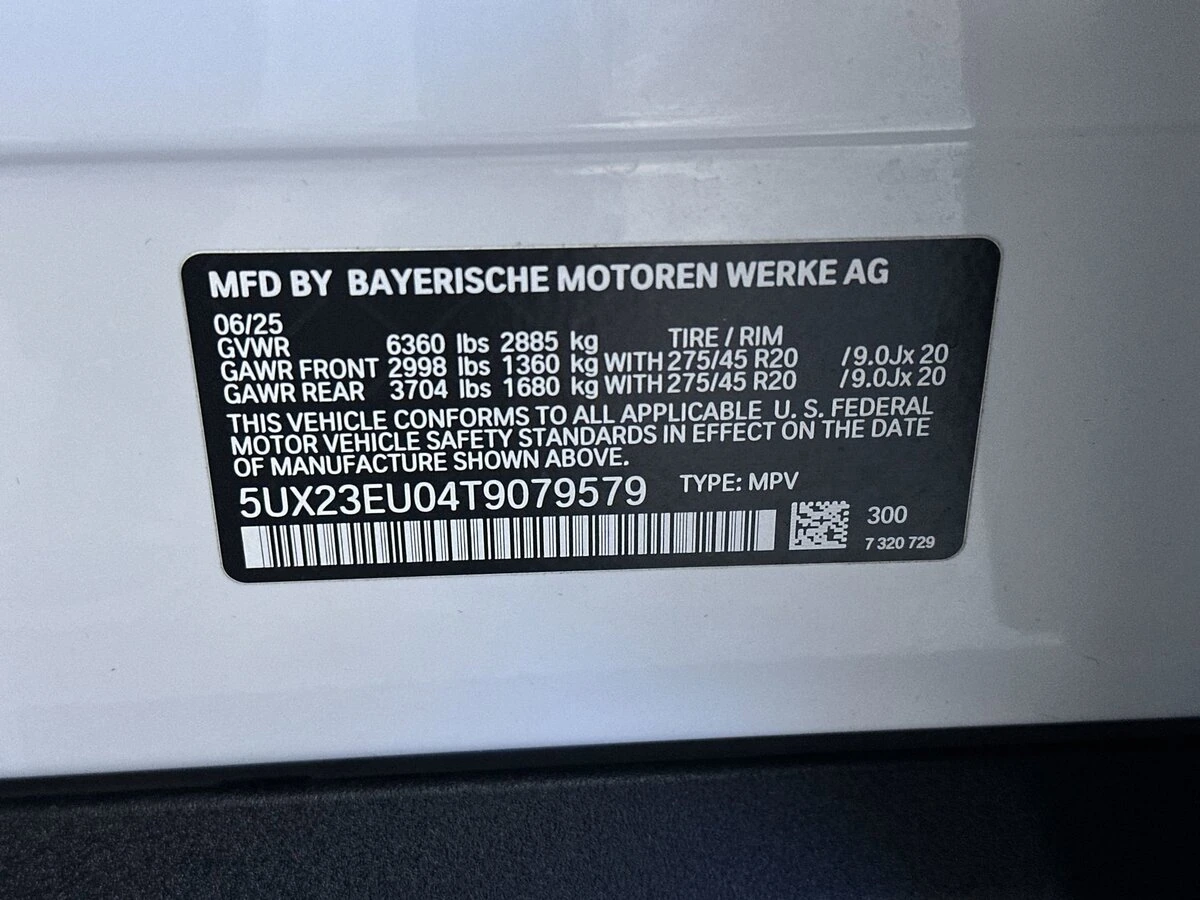 MFD BY BAYERISCHE MOTOREN WERKE AG
06/25
GVWR 6360 lbs 2885 kg TIRE / RIM
GAWR FRONT 2998 lbs 1360 kg WITH 275/45 R20 /9.0Jx 20
GAWR REAR 3704 lbs 1680 kg WITH 275/45 R20 /9.0Jx 20
THIS VEHICLE CONFORMS TO ALL APPLICABLE U. S. FEDERAL
MOTOR VEHICLE SAFETY STANDARDS IN EFFECT ON THE DATE
OF MANUFACTURE SHOWN ABOVE.
5UX23EU04T9079579 TYPE: MPV
300
7 320 729